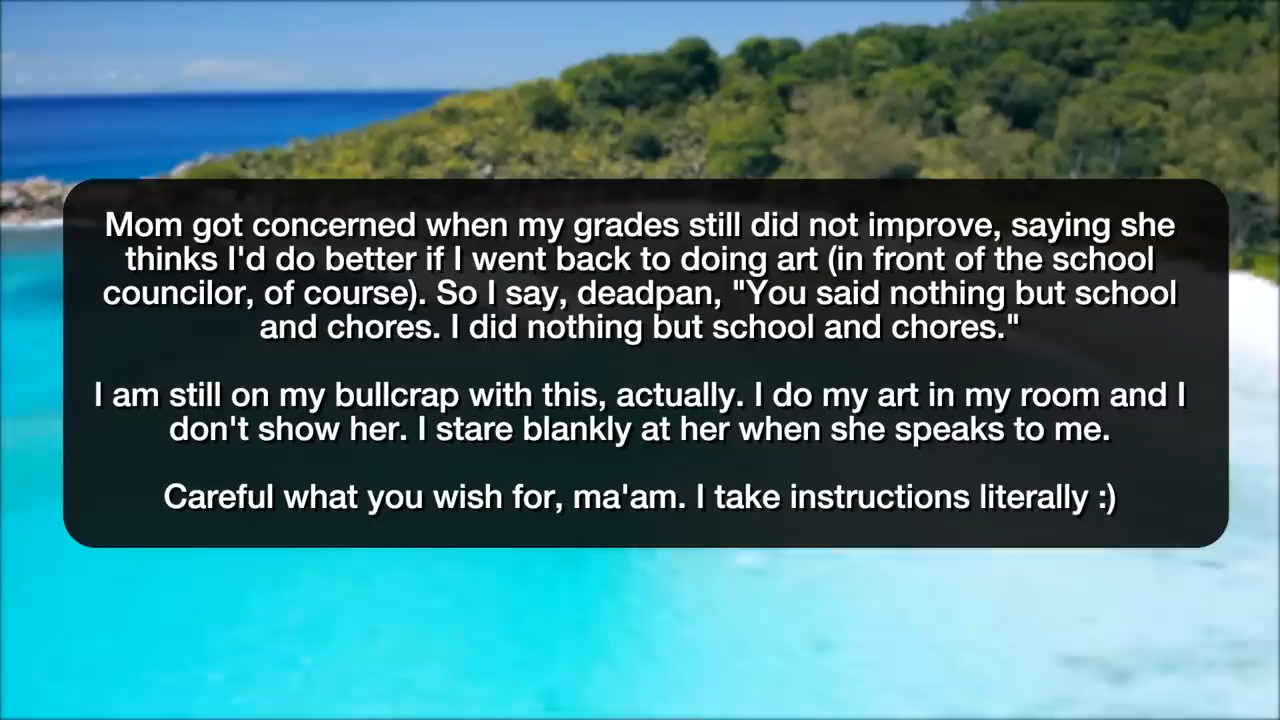 Mom got concerned when my grades still did not improve, saying she
thinks I'd do better if I went back to doing art (in front of the school
councilor, of course). So I say, deadpan, "You said nothing but school
and chores. I did nothing but school and chores."
I am still on my bullcrap with this, actually. I do my art in my room and I
don't show her. I stare blankly at her when she speaks to me.
Careful what you wish for, ma'am. I take instructions literally :)